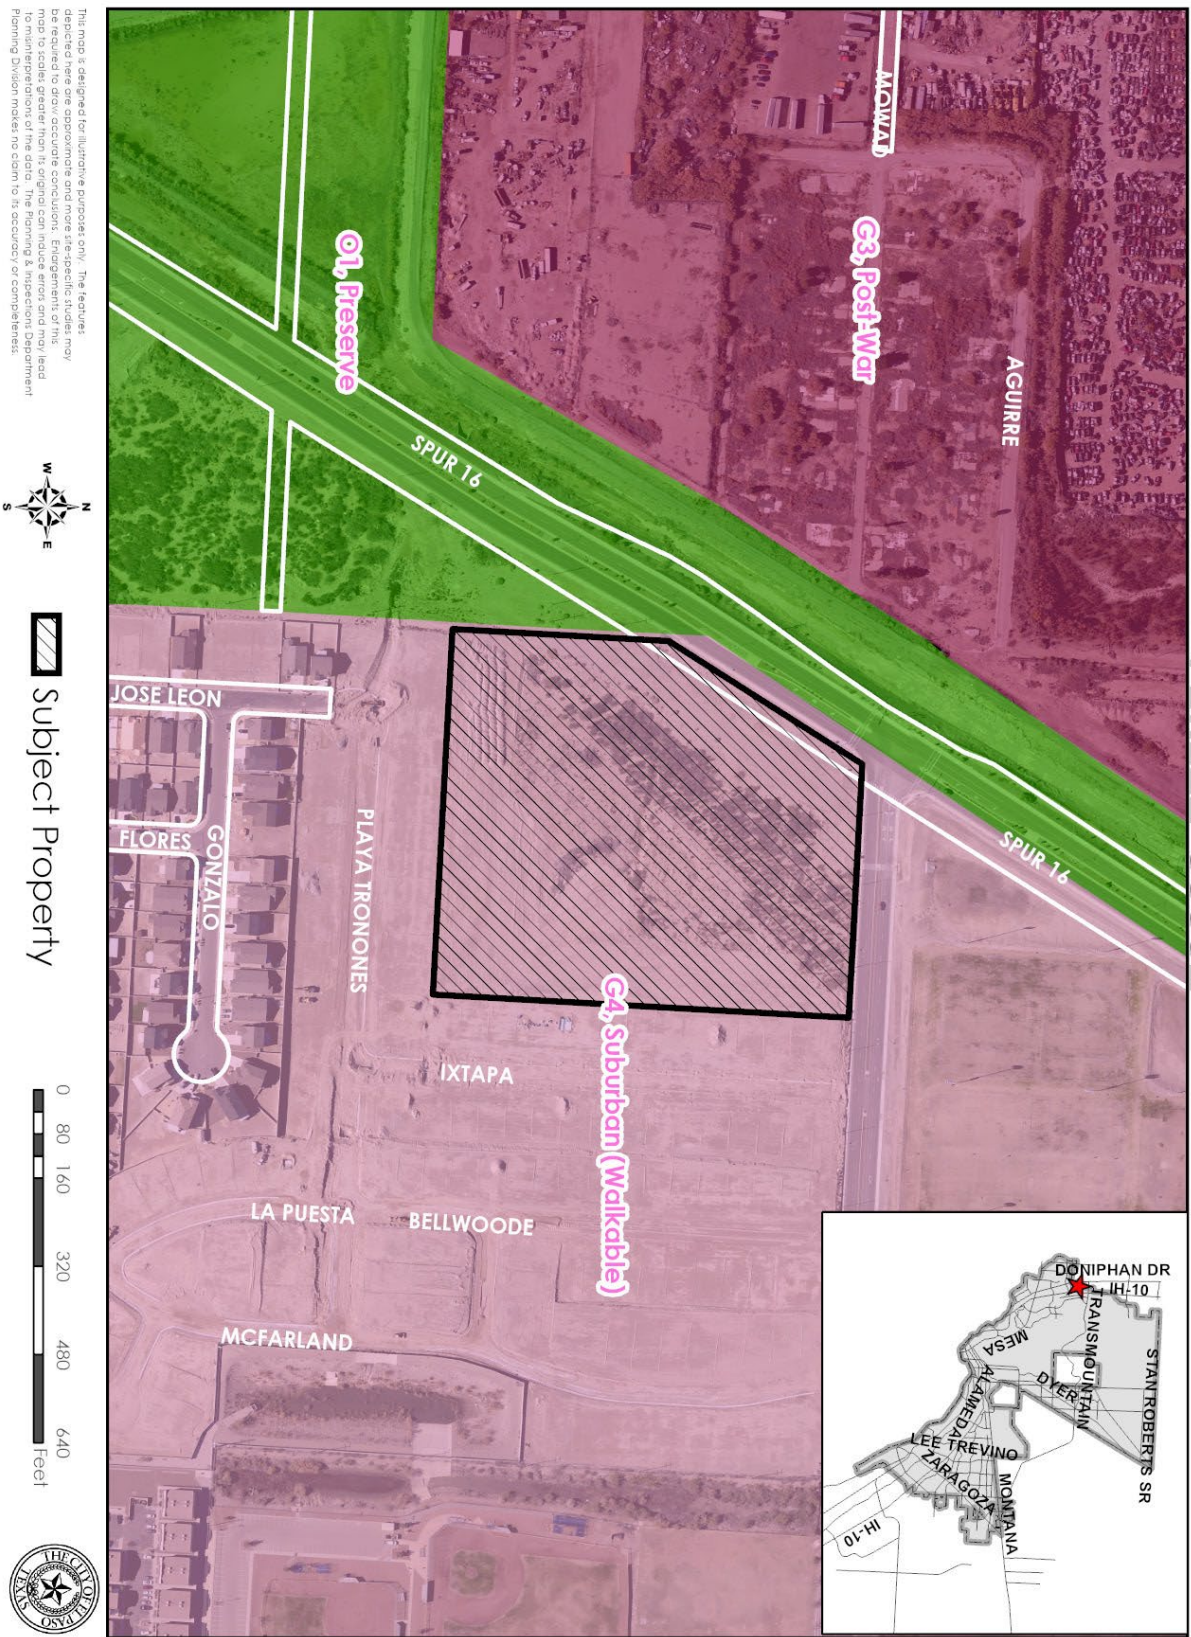 MOWAD
G3, Post-War
AGUIRRE
O1, Preserve
SPUR 16
SPUR 16
JOSE LEON
FLORES
GONZALO
PLAYA TRONONES
G4, Suburban (Walkable)
IXTAPA
LA PUESTA
BELLWOODE
MCFARLAND
DONIPHAN DR
IH-10
TRANSMOUNTAIN
STAN ROBERTS SR
MESA
DYER
ALAMEDA
LEE TREVINO
ZARAGOZA
MONTANA
IH-10
This map is designed for illustrative purposes only. The features
depicted here are approximate and more site-specific studies may
be required to draw accurate conclusions. Enlargements of this
map to scales greater than its original can induce errors and may lead
to misinterpretations of the data. The Planning & Inspections Department
Planning Division makes no claim to its accuracy or completeness.
N
W E
S
Subject Property
0 80 160 320 480 640
Feet
THE CITY OF EL PASO
TEXAS